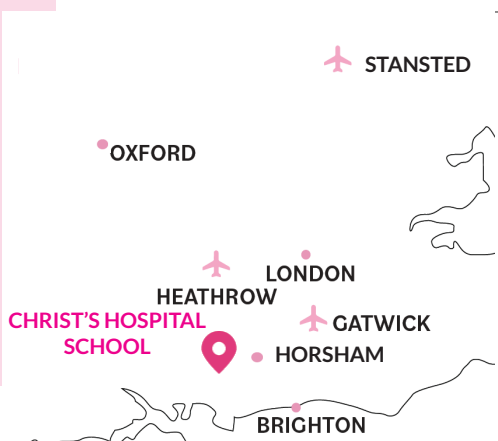 STANSTED
OXFORD
LONDON
HEATHROW
CHRIST'S HOSPITAL
SCHOOL
GATWICK
HORSHAM
BRIGHTON